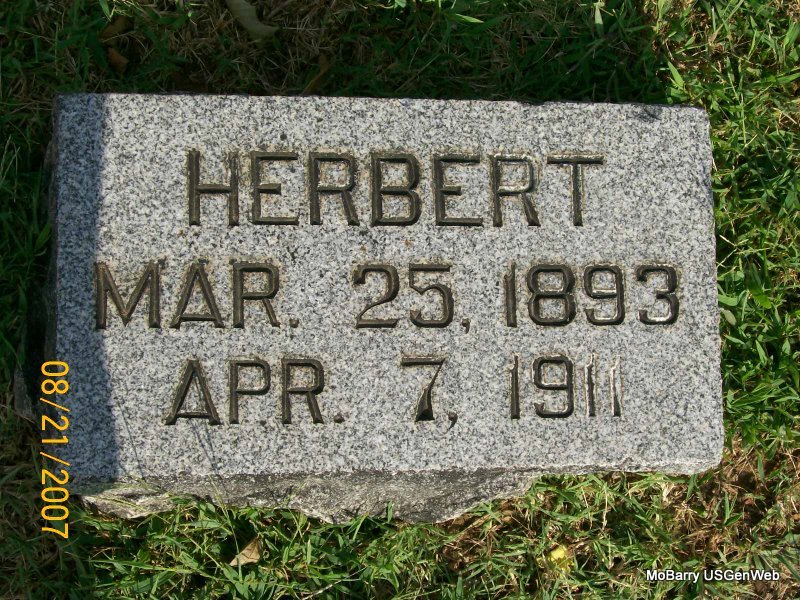 HERBERT
MAR. 25, 1893
APR. 7, 1911
08/21/2007
MoBarry USGenWeb